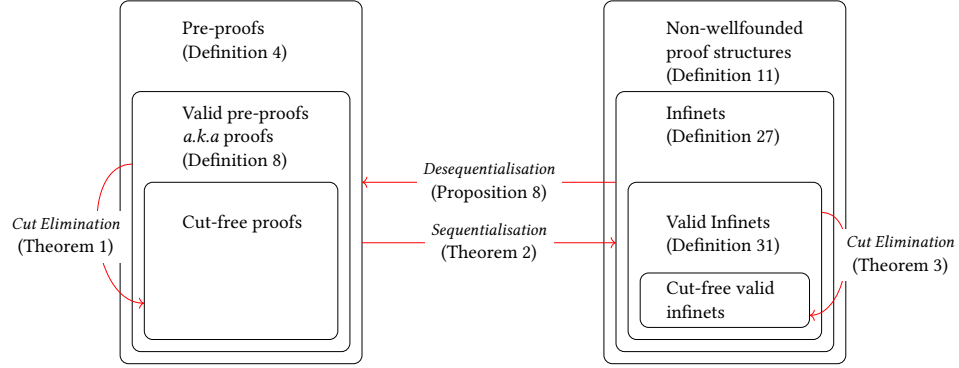 Pre-proofs
(Definition 4)
Valid pre-proofs
a.k.a proofs
(Definition 8)
Cut-free proofs
Cut Elimination
(Theorem 1)
Desequentialisation
(Proposition 8)
Sequentialisation
(Theorem 2)
Non-wellfounded
proof structures
(Definition 11)
Infinets
(Definition 27)
Valid Infinets
(Definition 31)
Cut-free valid
infinets
Cut Elimination
(Theorem 3)